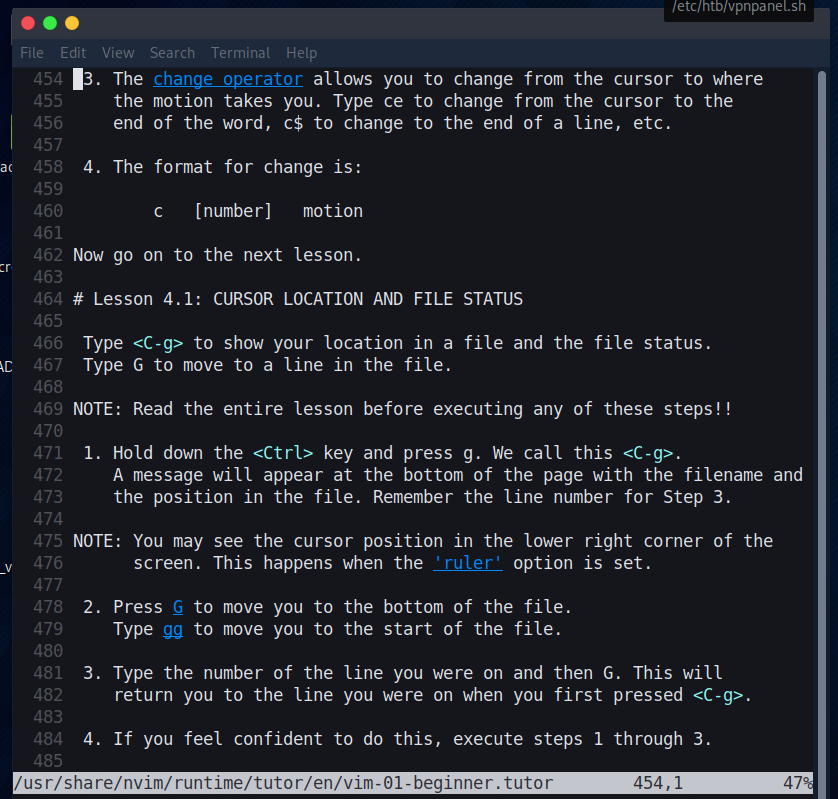 /etc/htb/vpnpanel.sh
File Edit View Search Terminal Help
454 3. The change operator allows you to change from the cursor to where
455 the motion takes you. Type ce to change from the cursor to the
456 end of the word, c$ to change to the end of a line, etc.
457
458 4. The format for change is:
459
460 c [number] motion
461
462 Now go on to the next lesson.
463
464 # Lesson 4.1: CURSOR LOCATION AND FILE STATUS
465
466 Type <C-g> to show your location in a file and the file status.
467 Type G to move to a line in the file.
468
469 NOTE: Read the entire lesson before executing any of these steps!!
470
471 1. Hold down the <Ctrl> key and press g. We call this <C-g>.
472 A message will appear at the bottom of the page with the filename and
473 the position in the file. Remember the line number for Step 3.
474
475 NOTE: You may see the cursor position in the lower right corner of the
476 screen. This happens when the 'ruler' option is set.
477
478 2. Press G to move you to the bottom of the file.
479 Type gg to move you to the start of the file.
480
481 3. Type the number of the line you were on and then G. This will
482 return you to the line you were on when you first pressed <C-g>.
483
484 4. If you feel confident to do this, execute steps 1 through 3.
485
/usr/share/nvim/runtime/tutor/en/vim-01-beginner.tutor 454,1 47%